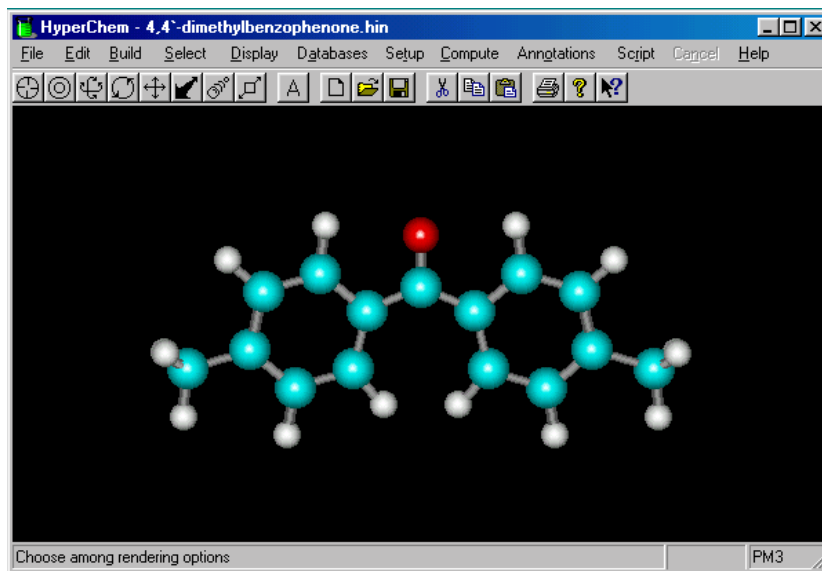 HyperChem - 4,4`-dimethylbenzophenone.hin
File Edit Build Select Display Databases Setup Compute Annotations Script Cancel Help
A
Choose among rendering options PM3